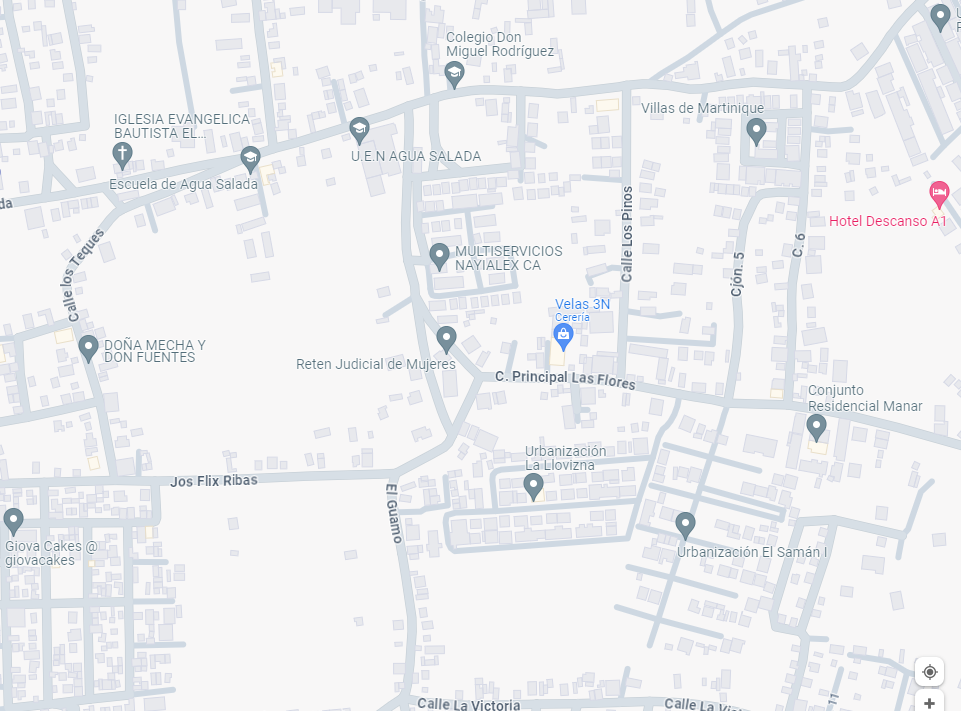 Colegio Don
Miguel Rodríguez
Villas de Martinique
IGLESIA EVANGELICA
BAUTISTA EL...
U.E.N AGUA SALADA
Escuela de Agua Salada
Hotel Descanso A1
Calle Los Pinos
C. 6
Cjón. 5
Calle los Teques
MULTISERVICIOS
NAYIALEX CA
Velas 3N
Cerería
DOÑA MECHA Y
DON FUENTES
Reten Judicial de Mujeres
C. Principal Las Flores
Conjunto
Residencial Manar
Urbanización
La Llovizna
Jos Flix Ribas
El Guamo
Giova Cakes @
giovacakes
Urbanización El Samán I
11
Calle La Victoria
Calle La Vic